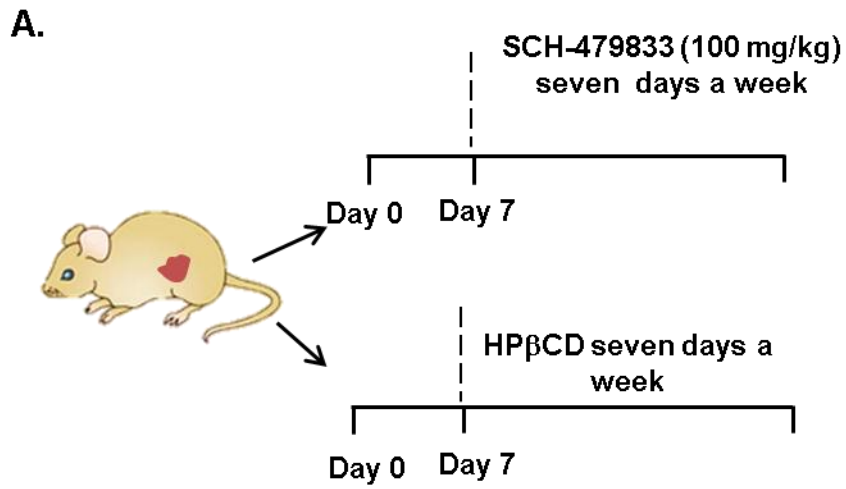 A.
SCH-479833 (100 mg/kg)
seven days a week
Day 0 Day 7
HPβCD seven days a
week
Day 0 Day 7